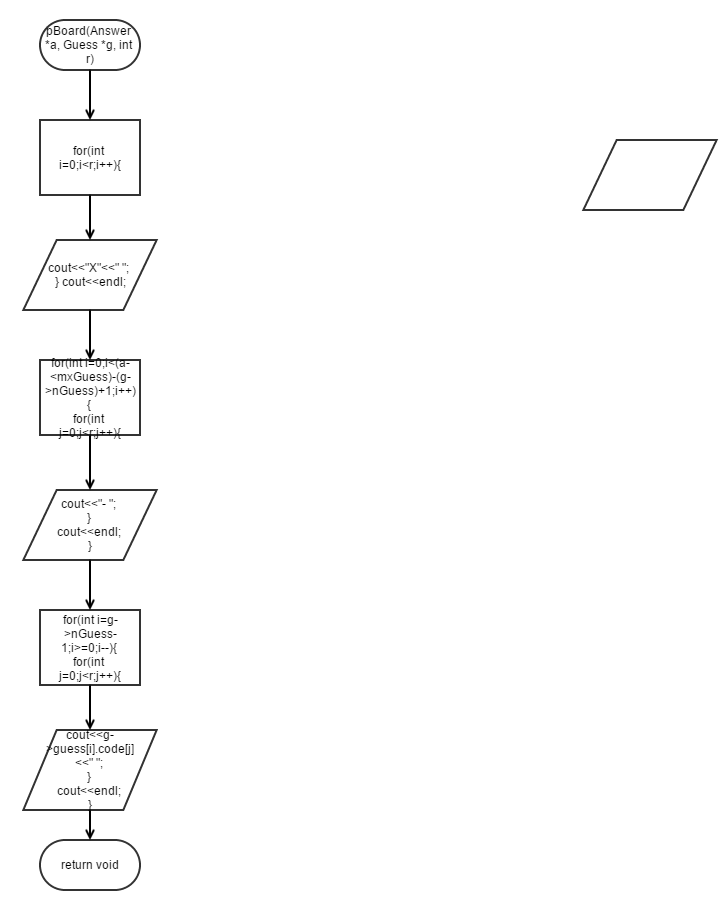 pBoard(Answer
*a, Guess *g, int
r)
for(int
i=0;i<r;i++){
cout<<"X"<<" ";
} cout<<endl;
for(int i=0;i<(a-
<mxGuess)-(g-
>nGuess)+1;i++)
{
for(int
j=0;j<r;j++){
cout<<"- ";
}
cout<<endl;
}
for(int i=g-
>nGuess-
1;i>=0;i--){
for(int
j=0;j<r;j++){
cout<<g-
>guess[i].code[j]
<<" ";
}
cout<<endl;
}
return void